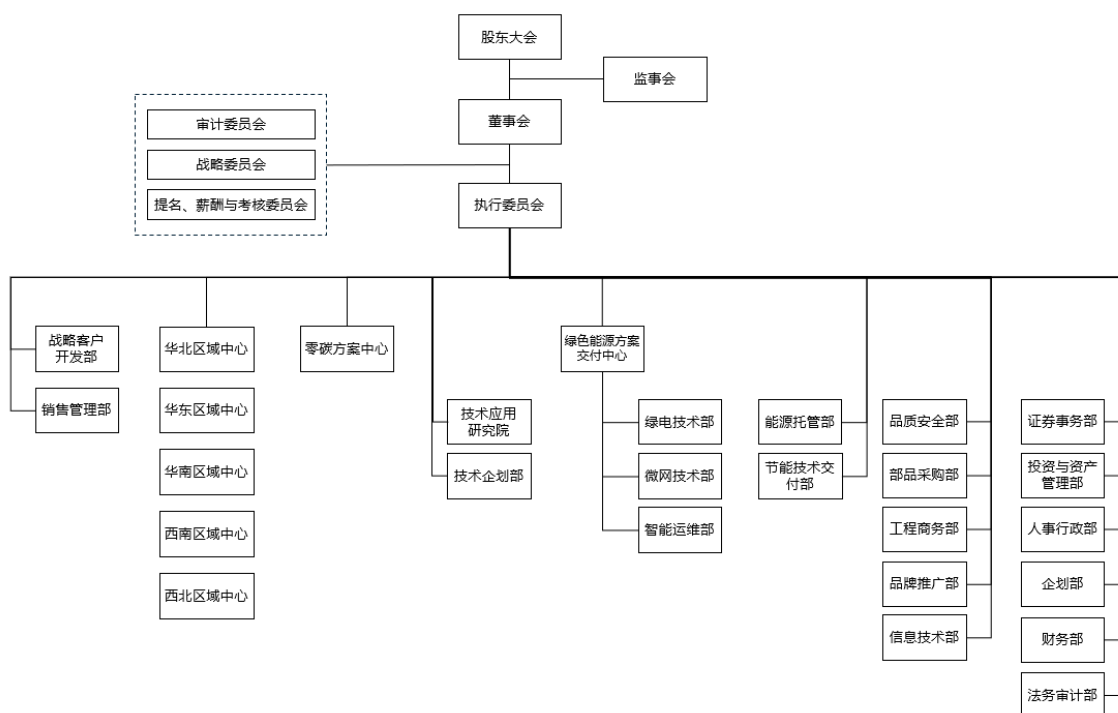 股东大会
监事会
审计委员会
董事会
战略委员会
提名、薪酬与考核委员会
执行委员会
战略客户
开发部
销售管理部
华北区域中心
华东区域中心
华南区域中心
西南区域中心
西北区域中心
零碳方案中心
技术应用
研究院
技术企划部
绿色能源方案
交付中心
绿电技术部
微网技术部
智能运维部
能源托管部
节能技术交
付部
品质安全部
部品采购部
工程商务部
品牌推广部
信息技术部
证券事务部
投资与资产
管理部
人事行政部
企划部
财务部
法务审计部